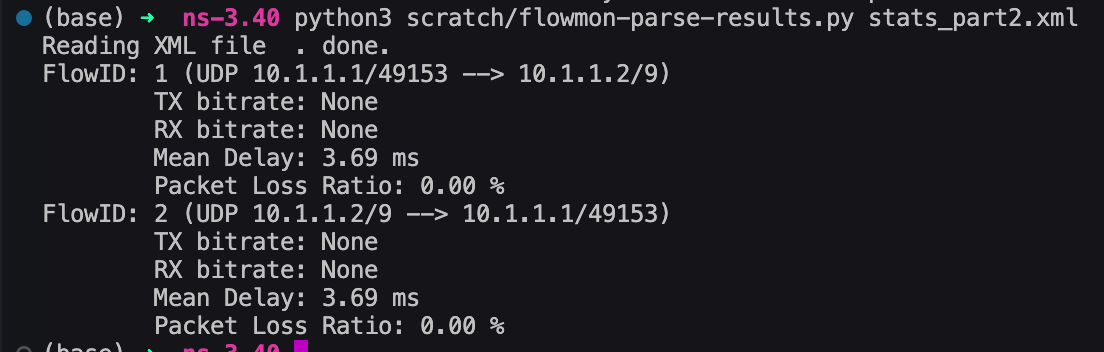 (base) ➜ ns-3.40 python3 scratch/flowmon-parse-results.py stats_part2.xml
Reading XML file . done.
FlowID: 1 (UDP 10.1.1.1/49153 --> 10.1.1.2/9)
TX bitrate: None
RX bitrate: None
Mean Delay: 3.69 ms
Packet Loss Ratio: 0.00 %
FlowID: 2 (UDP 10.1.1.2/9 --> 10.1.1.1/49153)
TX bitrate: None
RX bitrate: None
Mean Delay: 3.69 ms
Packet Loss Ratio: 0.00 %
(base) ➜ ns-3.40